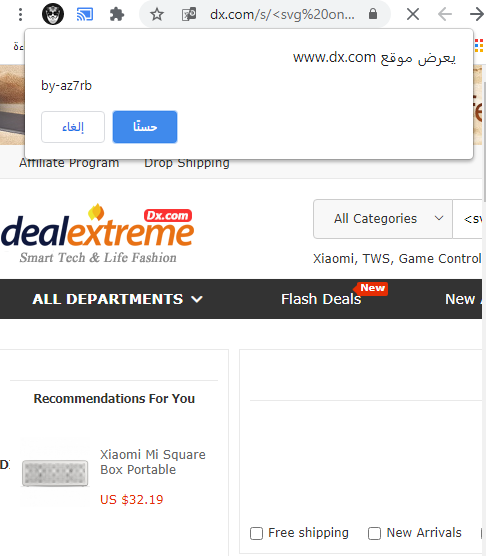 dx.com/s/<svg%20on...
يعرض موقع www.dx.com
by-az7rb
حسنًا
إلغاء
Affiliate Program
Drop Shipping
Dx.com
dealextreme
Smart Tech & Life Fashion
All Categories
<sv
Xiaomi, TWS, Game Control
ALL DEPARTMENTS
Flash Deals
New
New
Recommendations For You
Xiaomi Mi Square
Box Portable
US $32.19
D
Free shipping
New Arrivals